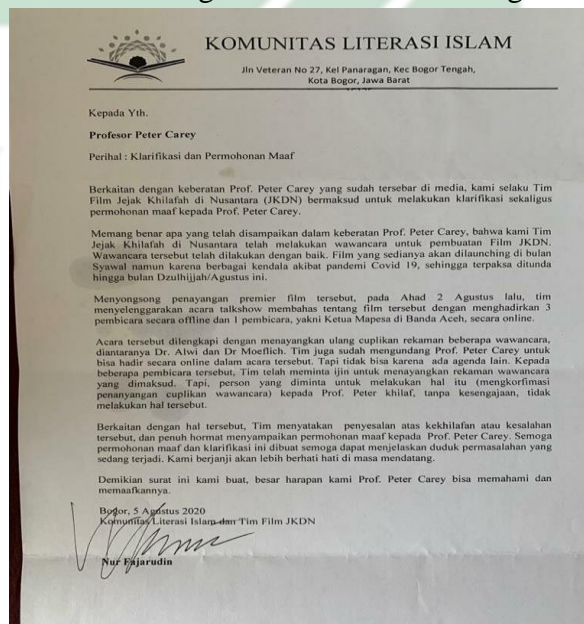 KOMUNITAS LITERASI ISLAM
Jln Veteran No 27, Kel Panaragan, Kec Bogor Tengah,
Kota Bogor, Jawa Barat
Kepada Yth.
Profesor Peter Carey
Perihal : Klarifikasi dan Permohonan Maaf
Berkaitan dengan keberatan Prof. Peter Carey yang sudah tersebar di media, kami selaku Tim
Film Jejak Khilafah di Nusantara (JKDN) bermaksud untuk melakukan klarifikasi sekaligus
permohonan maaf kepada Prof. Peter Carey.
Memang benar apa yang telah disampaikan dalam keberatan Prof. Peter Carey, bahwa kami Tim
Jejak Khilafah di Nusantara telah melakukan wawancara untuk pembuatan Film JKDN.
Wawancara tersebut telah dilakukan dengan baik. Film yang sedianya akan dilaunching di bulan
Syawal namun karena berbagai kendala akibat pandemi Covid 19, sehingga terpaksa ditunda
hingga bulan Dzulhijjah/Agustus ini.
Menyongsong penayangan premier film tersebut, pada Ahad 2 Agustus lalu, tim
menyelenggarakan acara talkshow membahas tentang film tersebut dengan menghadirkan 3
pembicara secara offline dan 1 pembicara, yakni Ketua Mapesa di Banda Aceh, secara online.
Acara tersebut dilengkapi dengan menayangkan ulang cuplikan rekaman beberapa wawancara,
diantaranya Dr. Alwi dan Dr Moeflich. Tim juga sudah mengundang Prof. Peter Carey untuk
bisa hadir secara online dalam acara tersebut. Tapi tidak bisa karena ada agenda lain. Kepada
beberapa pembicara tersebut, Tim telah meminta ijin untuk menayangkan rekaman wawancara
yang dimaksud. Tapi, person yang diminta untuk melakukan hal itu (mengkorfimasi
penanyangan cuplikan wawancara) kepada Prof. Peter khilaf, tanpa kesengajaan, tidak
melakukan hal tersebut.
Berkaitan dengan hal tersebut, Tim menyatakan penyesalan atas kekhilafan atau kesalahan
tersebut, dan penuh hormat menyampaikan permohonan maaf kepada Prof. Peter Carey. Semoga
permohonan maaf dan klarifikasi ini dibuat semoga dapat menjelaskan duduk permasalahan yang
sedang terjadi. Kami berjanji akan lebih berhati hati di masa mendatang.
Demikian surat ini kami buat, besar harapan kami Prof. Peter Carey bisa memahami dan
memaafkannya.
Bogor, 5 Agustus 2020
Komunitas Literasi Islam dan Tim Film JKDN
Nur Fajarudin